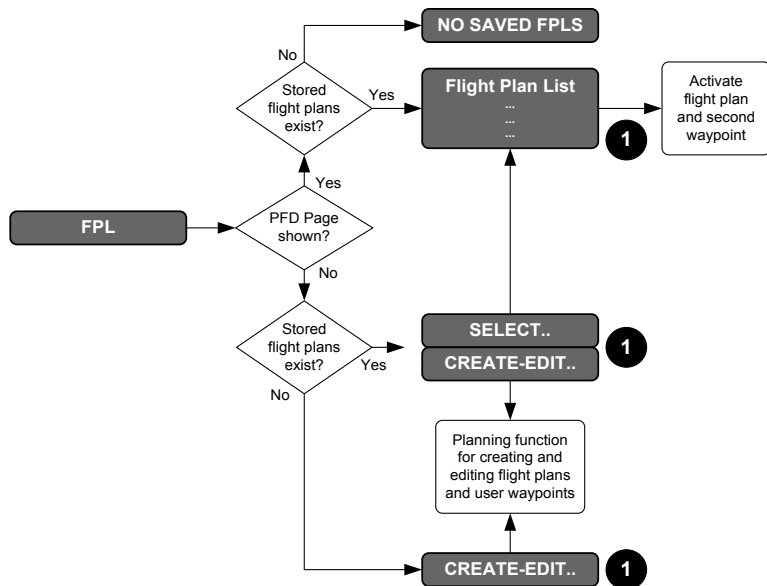 NO SAVED FPLS
No
Stored
flight plans
exist?
Yes
Flight Plan List
...
...
...
1
Activate
flight plan
and second
waypoint
Yes
FPL
PFD Page
shown?
No
Stored
flight plans
exist?
Yes
No
SELECT..
CREATE-EDIT..
1
Planning function
for creating and
editing flight plans
and user waypoints
CREATE-EDIT..
1